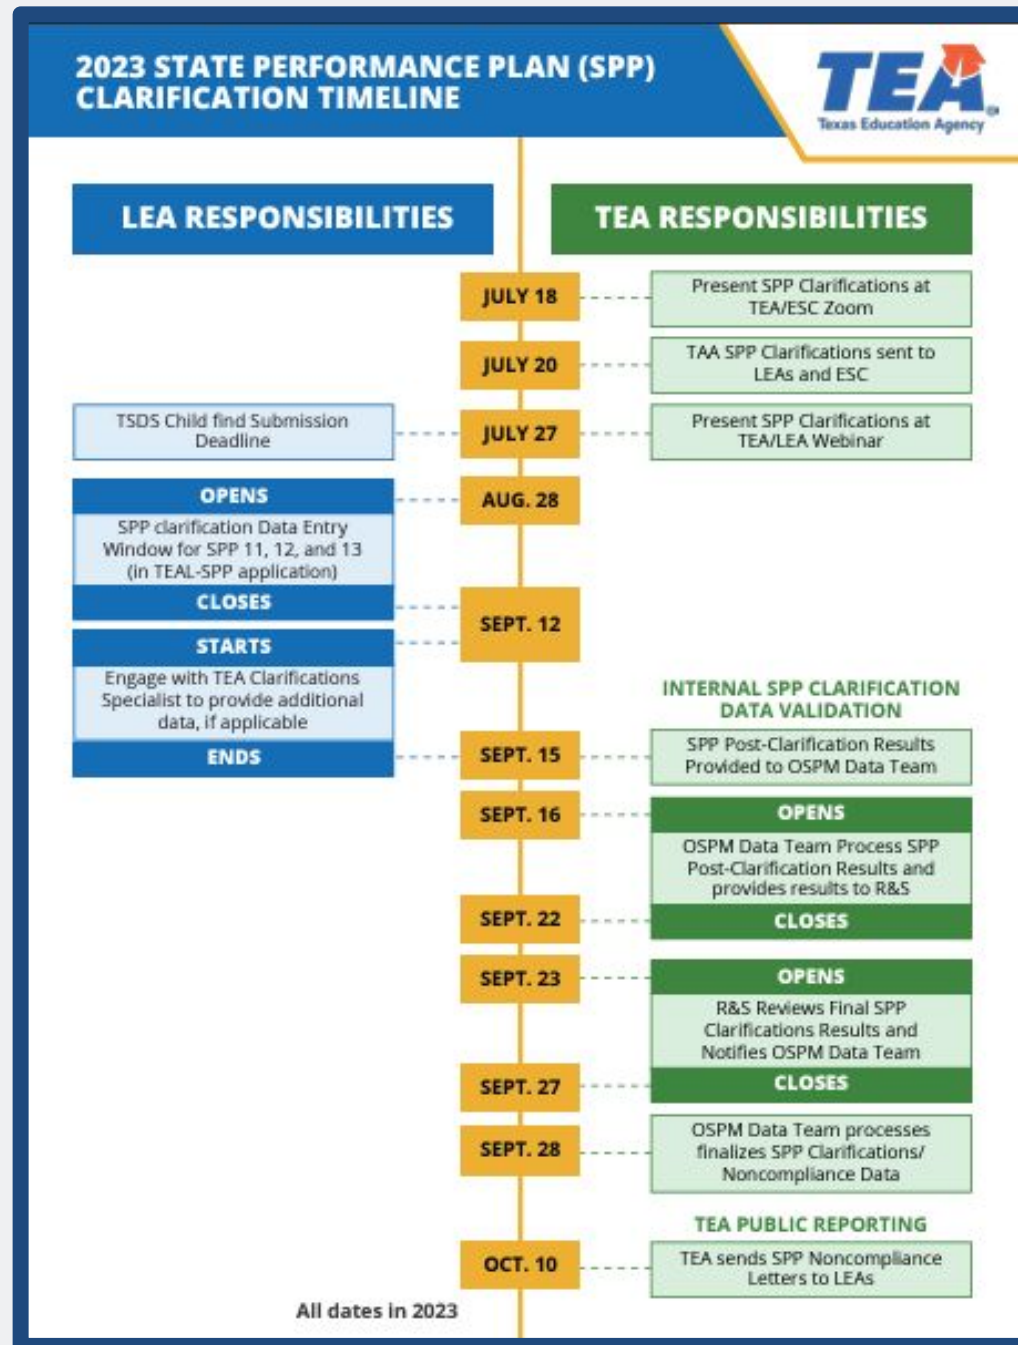 2023 STATE PERFORMANCE PLAN (SPP)
CLARIFICATION TIMELINE
TEA
Texas Education Agency
LEA RESPONSIBILITIES
TEA RESPONSIBILITIES
JULY 18
Present SPP Clarifications at
TEA/ESC Zoom
JULY 20
TAA SPP Clarifications sent to
LEAs and ESC
TSDS Child find Submission
Deadline
JULY 27
Present SPP Clarifications at
TEA/LEA Webinar
OPENS
AUG. 28
SPP clarification Data Entry
Window for SPP 11, 12, and 13
(in TEAL-SPP application)
CLOSES
SEPT. 12
STARTS
Engage with TEA Clarifications
Specialist to provide additional
data, if applicable
ENDS
INTERNAL SPP CLARIFICATION
DATA VALIDATION
SEPT. 15
SPP Post-Clarification Results
Provided to OSPM Data Team
SEPT. 16
OPENS
OSPM Data Team Process SPP
Post-Clarification Results and
provides results to R&S
SEPT. 22
CLOSES
SEPT. 23
OPENS
R&S Reviews Final SPP
Clarifications Results and
Notifies OSPM Data Team
SEPT. 27
CLOSES
SEPT. 28
OSPM Data Team processes
finalizes SPP Clarifications/
Noncompliance Data
TEA PUBLIC REPORTING
OCT. 10
TEA sends SPP Noncompliance
Letters to LEAs
All dates in 2023